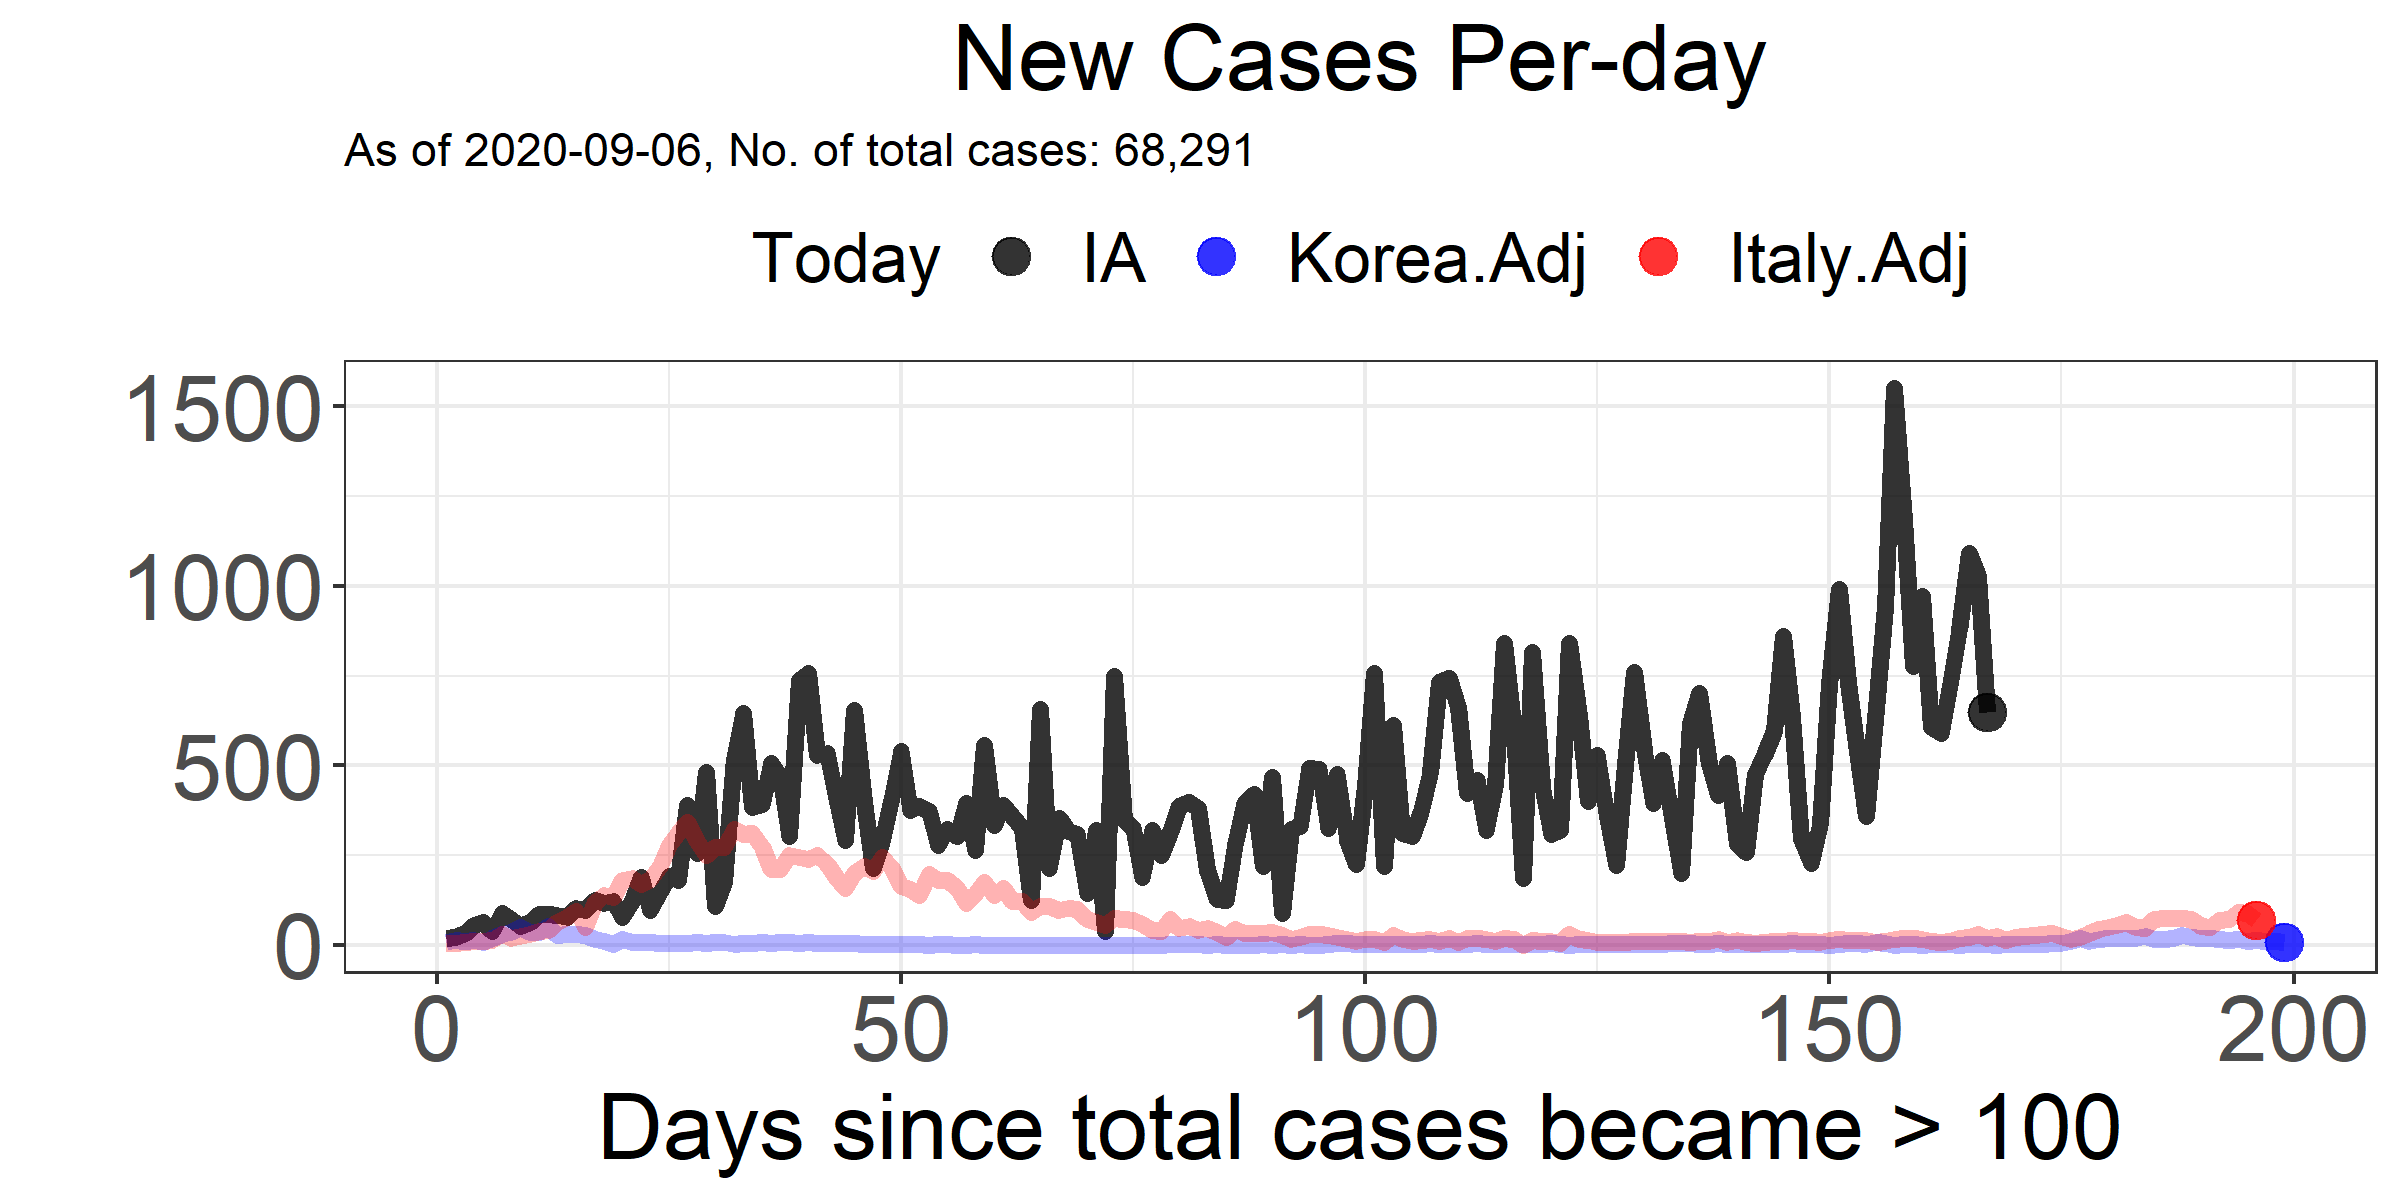 New Cases Per-day
As of 2020-09-06, No. of total cases: 68,291
Today IA Korea.Adj Italy.Adj
1500
1000
500
0
0 50 100 150 200
Days since total cases became > 100